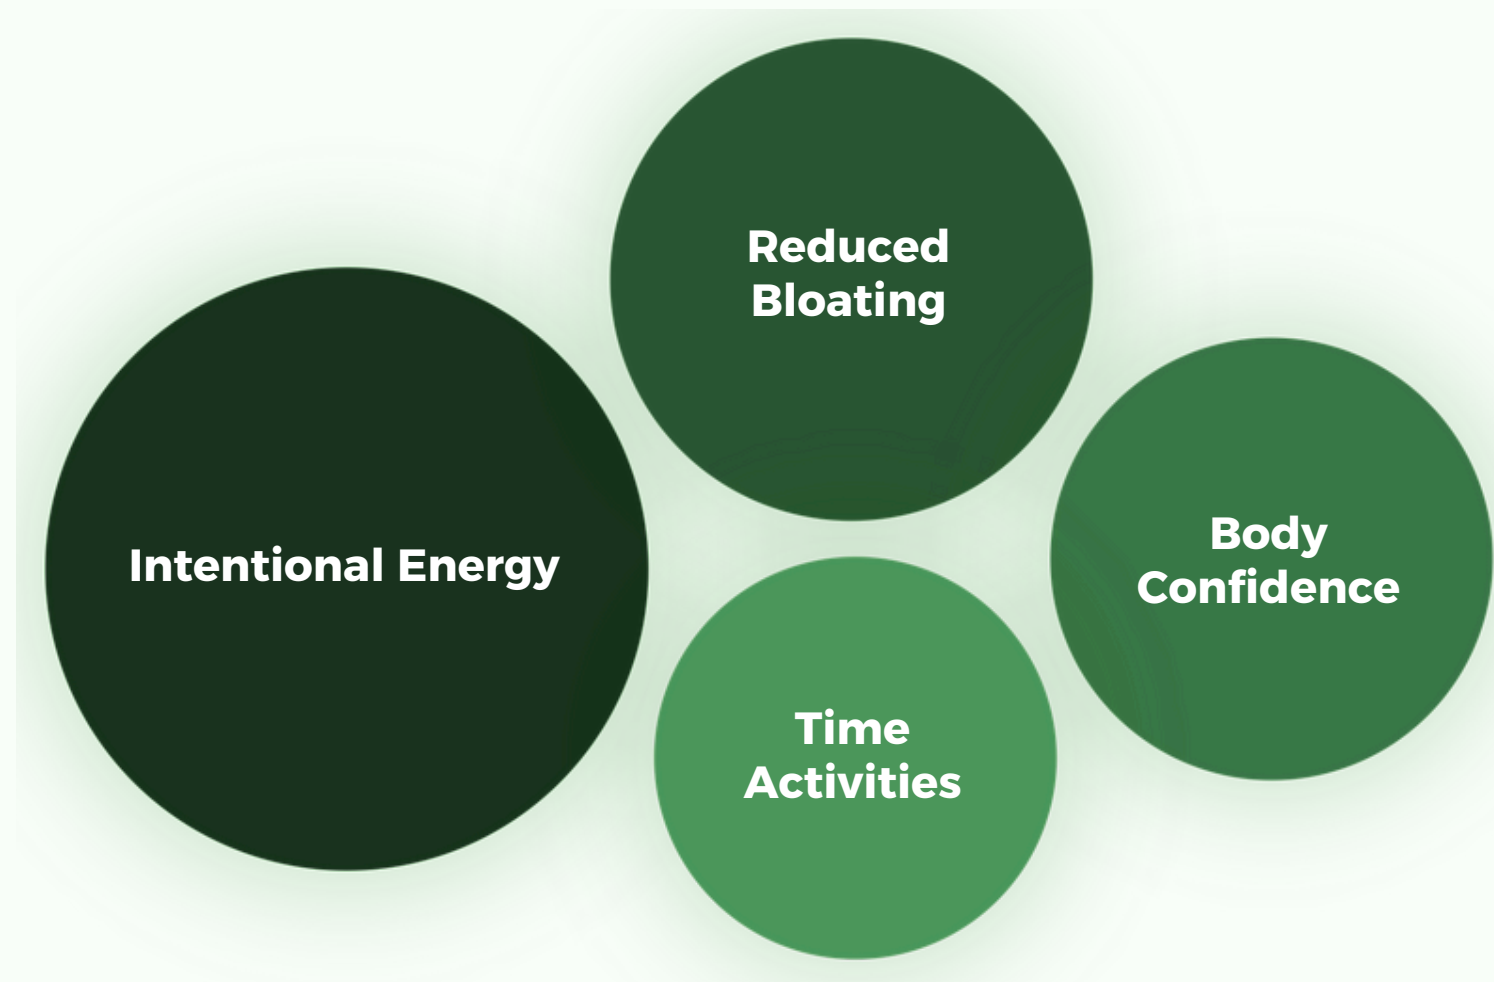 Intentional Energy
Reduced
Bloating
Body
Confidence
Time
Activities